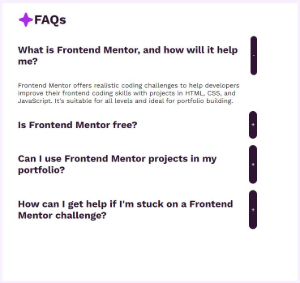 FAQs
What is Frontend Mentor, and how will it help
me?
-
Frontend Mentor offers realistic coding challenges to help developers
improve their frontend coding skills with projects in HTML, CSS, and
JavaScript. It's suitable for all levels and ideal for portfolio building.
Is Frontend Mentor free?
+
Can I use Frontend Mentor projects in my
portfolio?
+
How can I get help if I'm stuck on a Frontend
Mentor challenge?
+